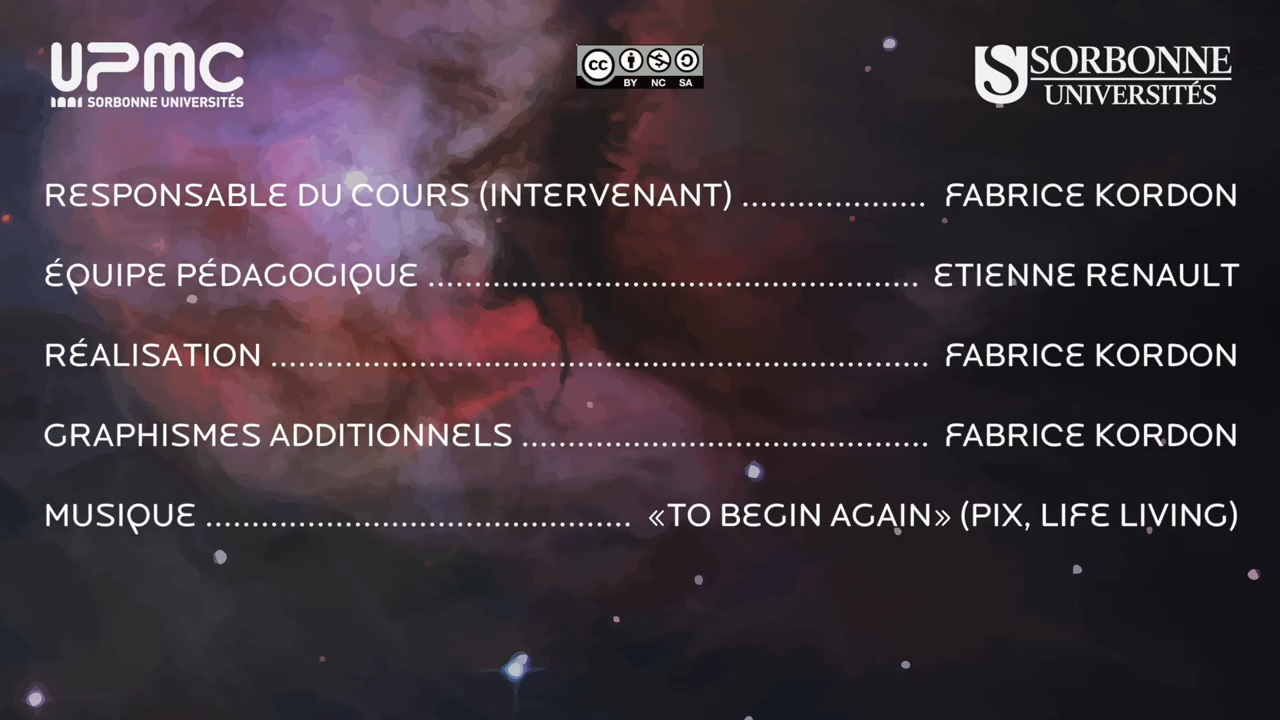 UPMC
SORBONNE UNIVERSITÉS
cc
BY NC SA
SORBONNE
UNIVERSITÉS
RESPONSABLE DU COURS (INTERVENANT) .................... FABRICE KORDON
ÉQUIPE PÉDAGOGIQUE .................................................... ETIENNE RENAULT
RÉALISATION ...................................................................... FABRICE KORDON
GRAPHISMES ADDITIONNELS ........................................... FABRICE KORDON
MUSIQUE ............................................. «TO BEGIN AGAIN» (PIX, LIFE LIVING)